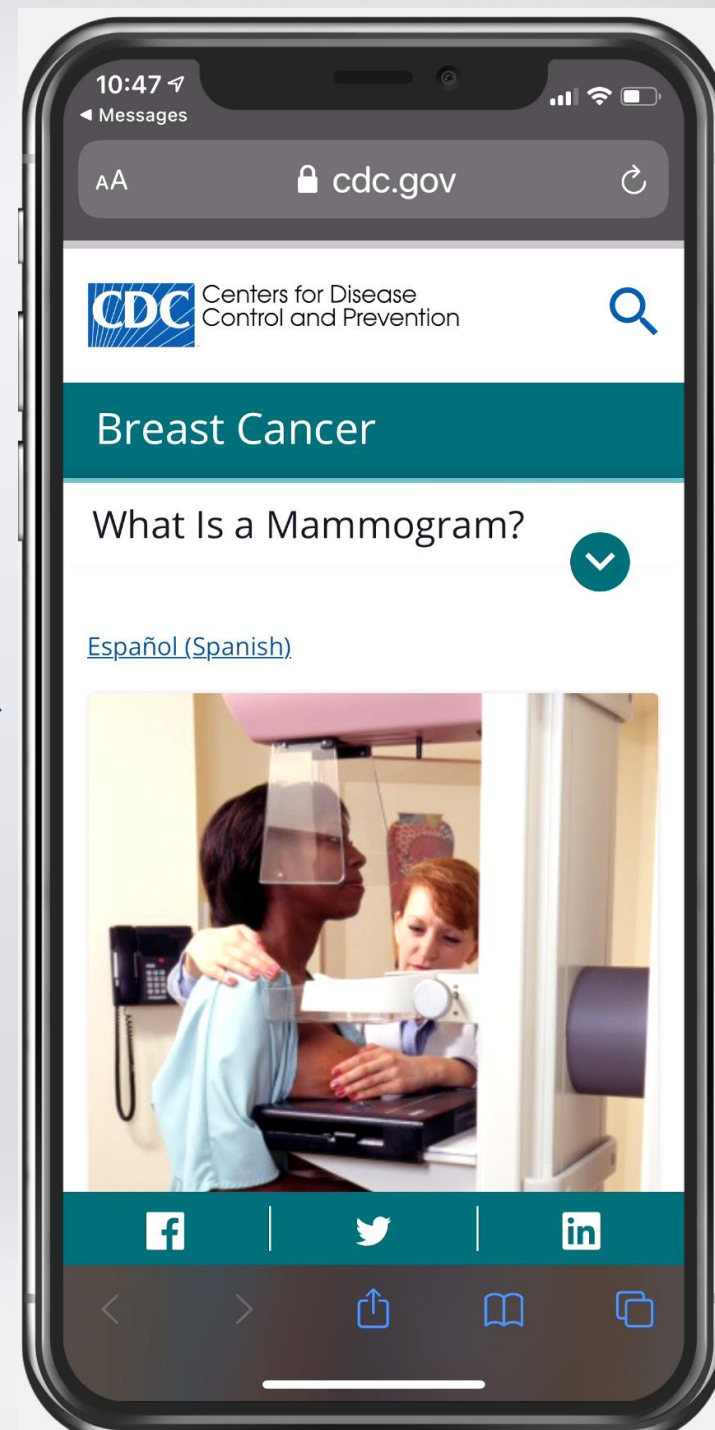 10:47
◀ Messages
AA
cdc.gov
CDC
Centers for Disease
Control and Prevention
Breast Cancer
What Is a Mammogram?
Español (Spanish)
f
in